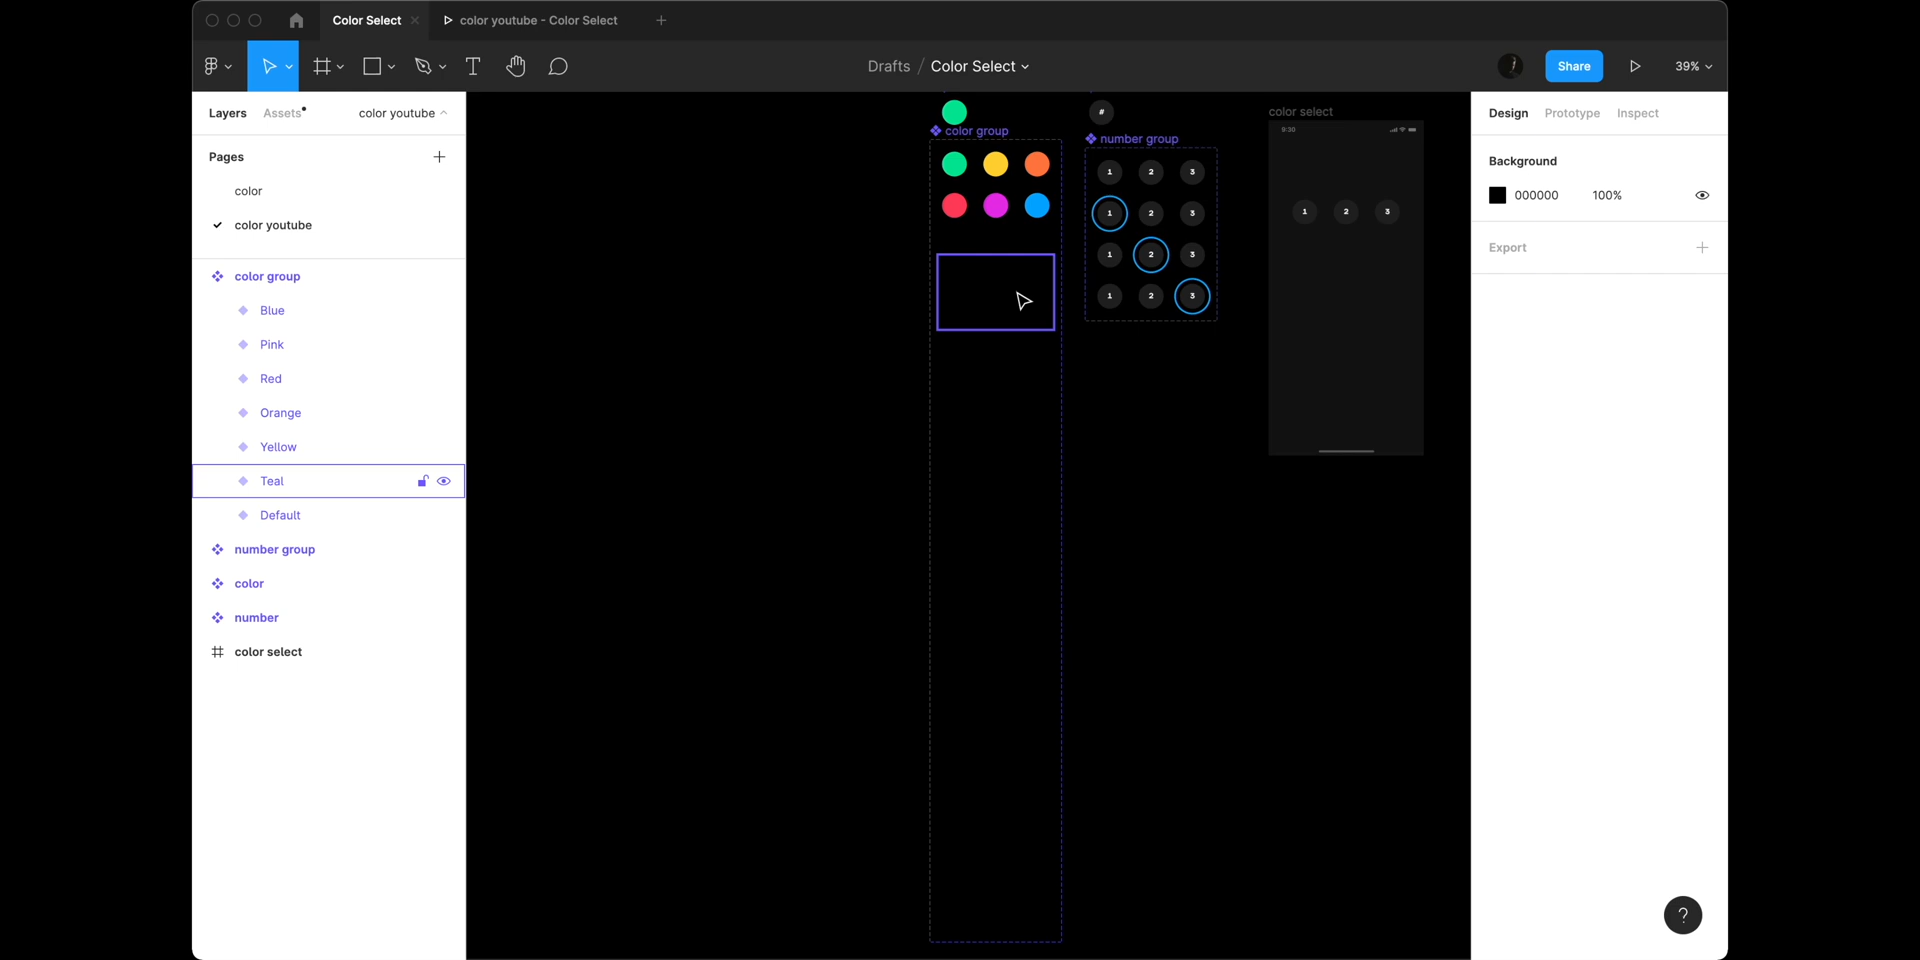 Color Select
color youtube - Color Select
Drafts / Color Select
Share
39%
Layers
Assets
color youtube
Pages
color
color youtube
color group
Blue
Pink
Red
Orange
Yellow
Teal
Default
number group
color
number
color select
color group
#
number group
1 2 3
1 2 3
1 2 3
1 2 3
color select
9:30
1 2 3
Design
Prototype
Inspect
Background
000000
100%
Export
?